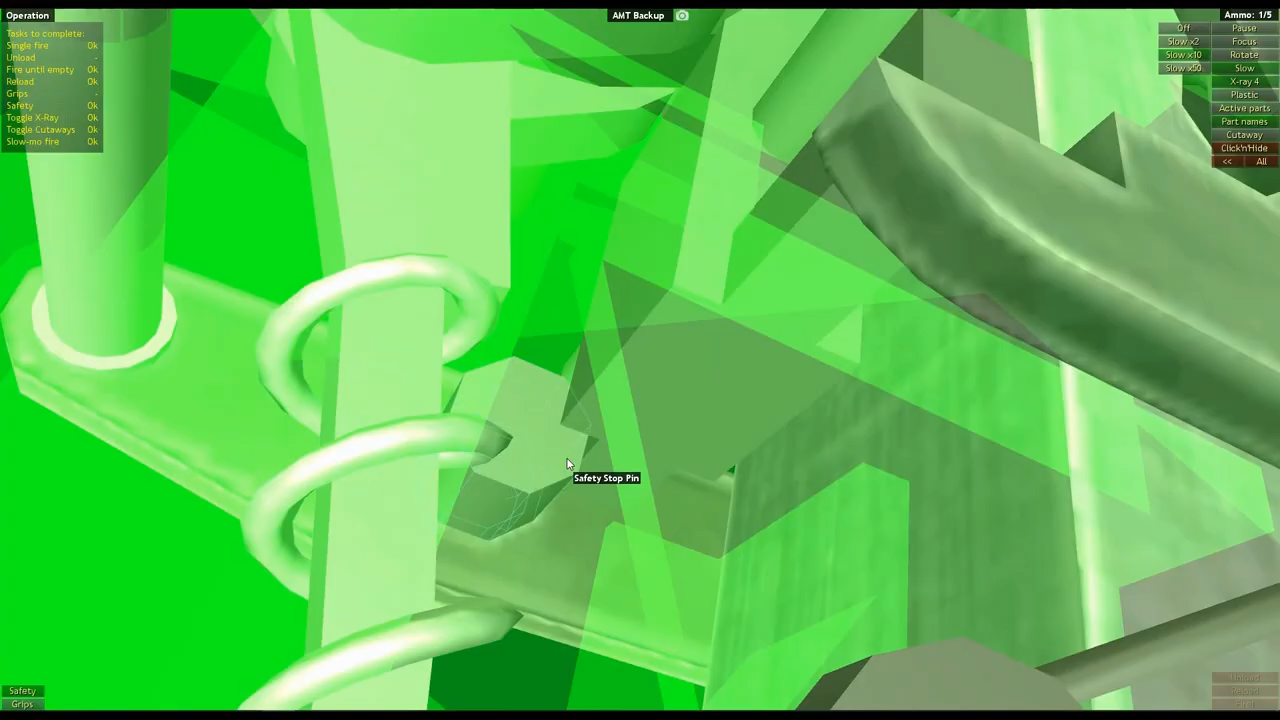 Operation
AMT Backup
Ammo: 1/5
Tasks to complete:
Single fire Ok
Unload -
Fire until empty Ok
Reload Ok
Grips -
Safety Ok
Toggle X-Ray Ok
Toggle Cutaways Ok
Slow-mo fire Ok
Off
Slow x2
Slow x10
Slow x50
Pause
Focus
Rotate
Slow
X-ray 4
Plastic
Active parts
Part names
Cutaway
Click'n'Hide
<< All
Safety Stop Pin
Safety
Grips
Unload
Reload